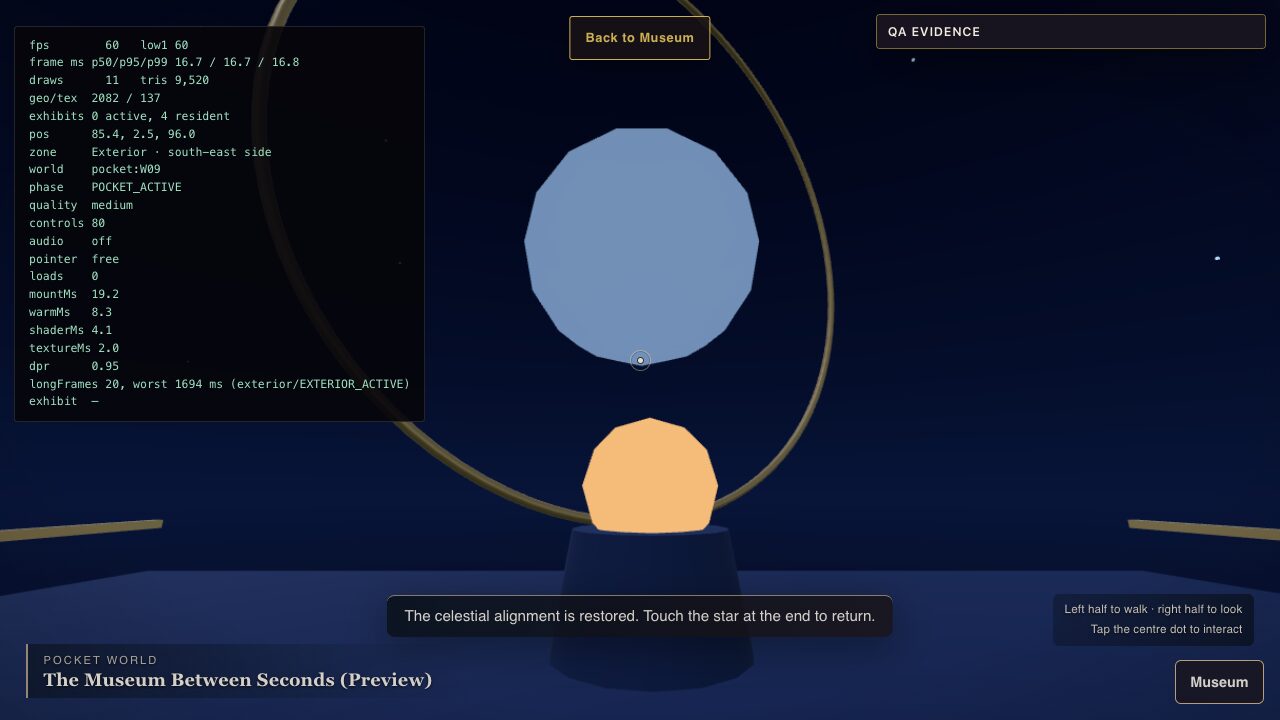 fps 60 low1 60
frame ms p50/p95/p99 16.7 / 16.7 / 16.8
draws 11 tris 9,520
geo/tex 2082 / 137
exhibits 0 active, 4 resident
pos 85.4, 2.5, 96.0
zone Exterior · south-east side
world pocket:W09
phase POCKET_ACTIVE
quality medium
controls 80
audio off
pointer free
loads 0
mountMs 19.2
warmMs 8.3
shaderMs 4.1
textureMs 2.0
dpr 0.95
longFrames 20, worst 1694 ms (exterior/EXTERIOR_ACTIVE)
exhibit —
Back to Museum
QA EVIDENCE
The celestial alignment is restored. Touch the star at the end to return.
Left half to walk · right half to look
Tap the centre dot to interact
POCKET WORLD
The Museum Between Seconds (Preview)
Museum